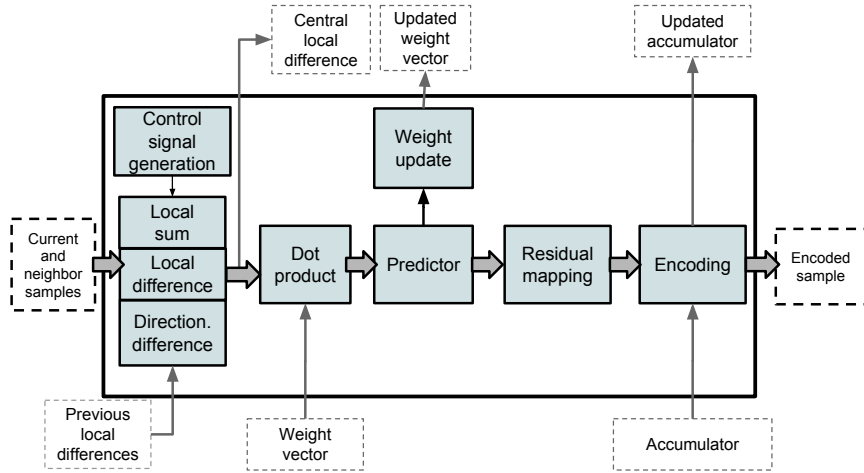 Central
local
difference
Updated
weight
vector
Updated
accumulator
Control
signal
generation
Weight
update
Current
and
neighbor
samples
Local
sum
Local
difference
Direction.
difference
Dot
product
Predictor
Residual
mapping
Encoding
Encoded
sample
Previous
local
differences
Weight
vector
Accumulator